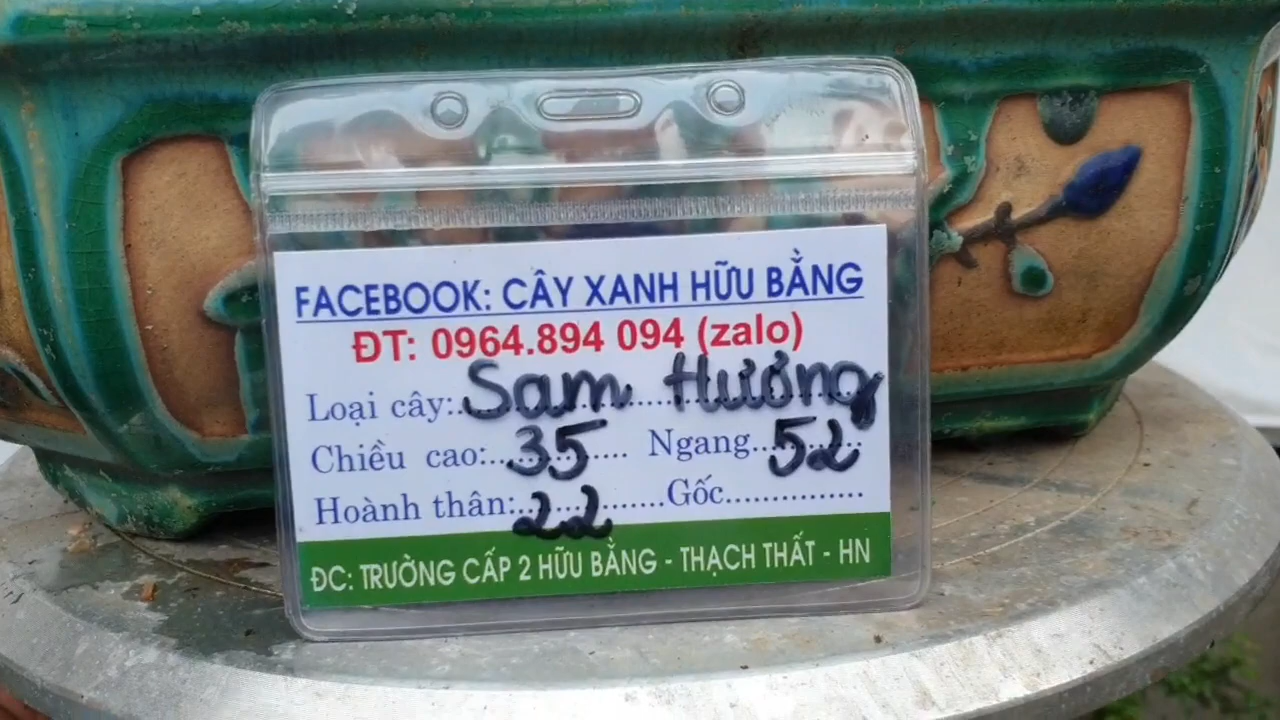 FACEBOOK: CÂY XANH HỮU BẰNG
ĐT: 0964.894 094 (zalo)
Loại cây:.Sam Hương
Chiều cao:..35.... Ngang..52..
Hoành thân:.22......Gốc..............
ĐC: TRƯỜNG CẤP 2 HỮU BẰNG - THẠCH THẤT - HN